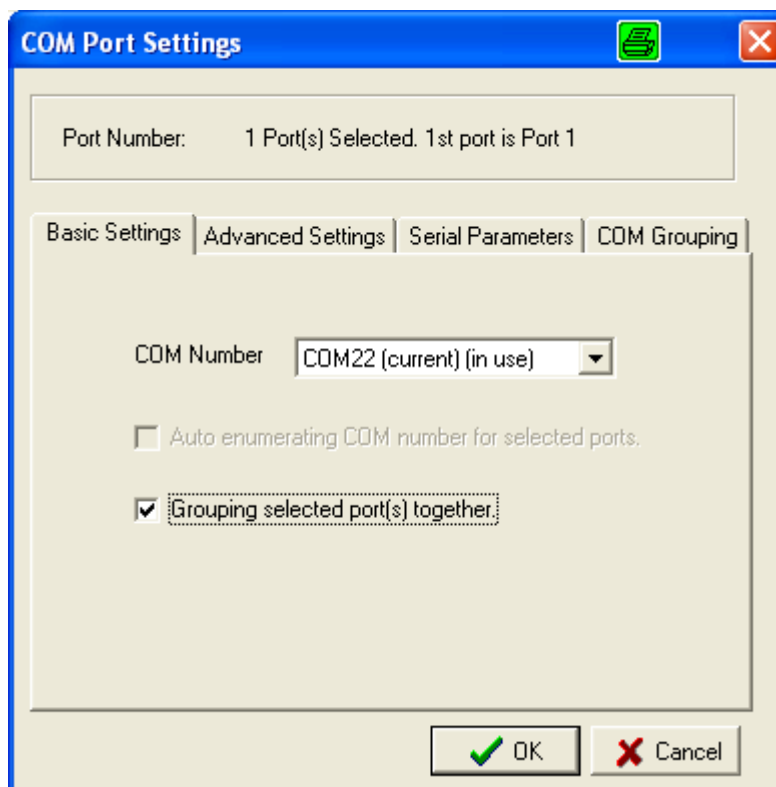 COM Port Settings
Port Number: 1 Port(s) Selected. 1st port is Port 1
Basic Settings Advanced Settings Serial Parameters COM Grouping
COM Number COM22 (current) (in use)
Auto enumerating COM number for selected ports.
Grouping selected port(s) together.
OK Cancel